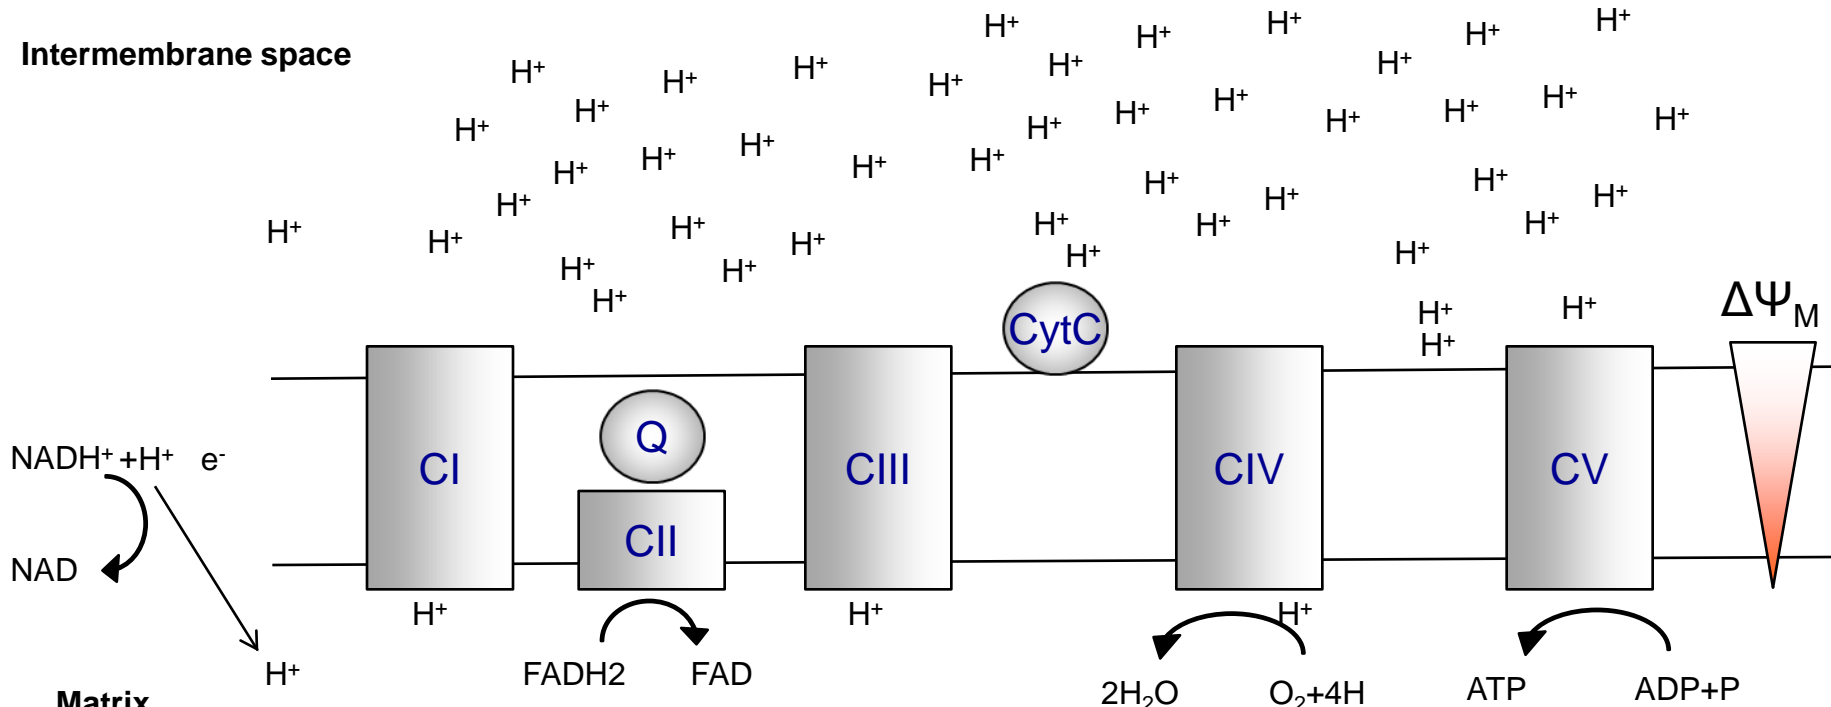 H⁺ H⁺ H⁺ H⁺ H⁺
Intermembrane space
H⁺ H⁺ H⁺ H⁺ H⁺ H⁺
H⁺ H⁺ H⁺ H⁺ H⁺ H⁺ H⁺
H⁺ H⁺
H⁺ H⁺ H⁺ H⁺ H⁺
H⁺ H⁺ H⁺ H⁺
H⁺
H⁺ H⁺ H⁺ H⁺ H⁺ H⁺ H⁺
H⁺ H⁺ H⁺ H⁺
H⁺ H⁺ H⁺ ΔΨM
CytC H⁺
Q
NADH⁺ +H⁺ e⁻ CI CIII CIV CV
CII
NAD
H⁺ H⁺ H⁺
H⁺ FADH2 FAD
2H₂O O₂+4H ATP ADP+P
Matrix